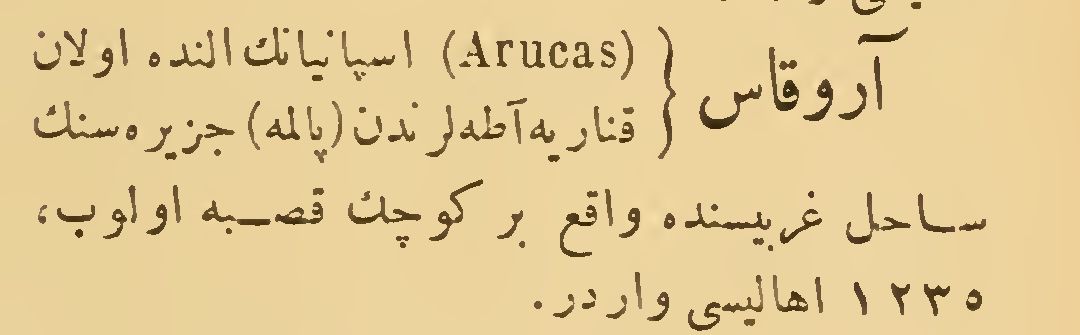 آروقاس { (Arucas) اسپانیانك النده اولان
قناریه آطه‌لرندن (پالمه) جزیره‌سنك
ساحل غربیسنده واقع بر كوچك قصبه اولوب،
١٢٣٥ اهالیسی واردر.